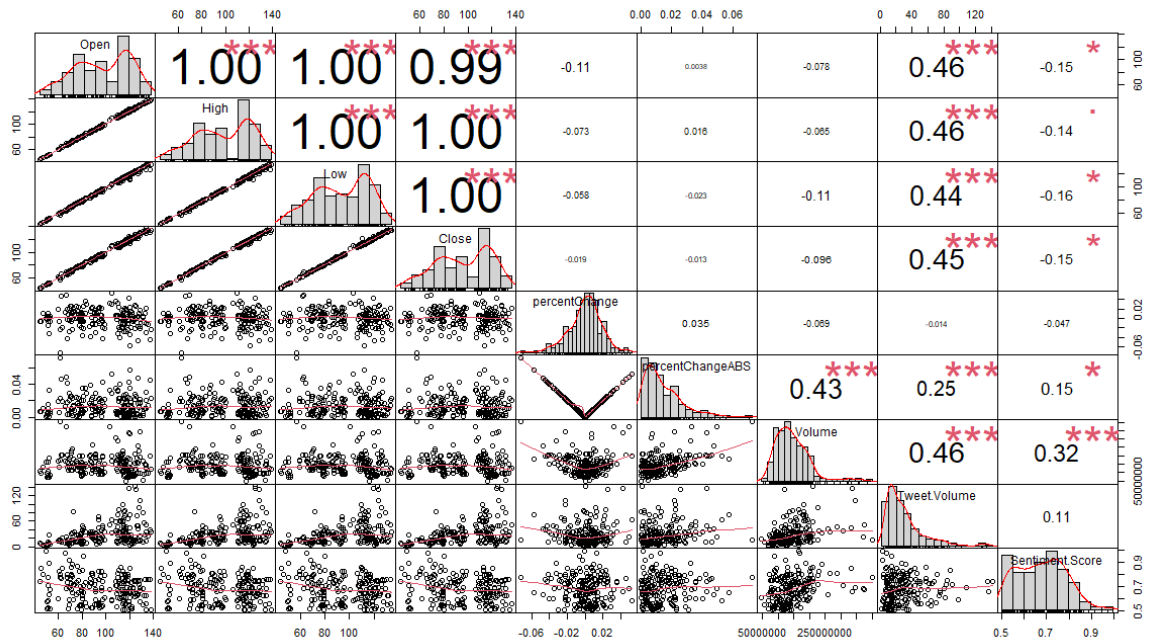 60 80 100 140 60 80 100 140 0.00 0.02 0.04 0.06 0 40 80 120
Open 1.00 *** 1.00 *** 0.99 *** -0.11 0.0038 -0.078 0.46 *** -0.15 * 60 100
60 100 High 1.00 *** 1.00 *** -0.073 0.016 -0.065 0.46 *** -0.14 .
Low 1.00 *** -0.058 -0.023 -0.11 0.44 *** -0.16 * 60 100
60 100 Close -0.019 -0.013 -0.096 0.45 *** -0.15 *
percentChange 0.035 -0.069 -0.014 -0.047 -0.06 0.02
0.00 0.04 percentChangeABS 0.43 *** 0.25 *** 0.15 *
Volume 0.46 *** 0.32 *** 50000000
0 60 120 Tweet.Volume 0.11
Sentiment.Score 0.5 0.7 0.9
60 80 100 140 60 80 100 -0.06 -0.02 0.02 50000000 250000000 0.5 0.7 0.9